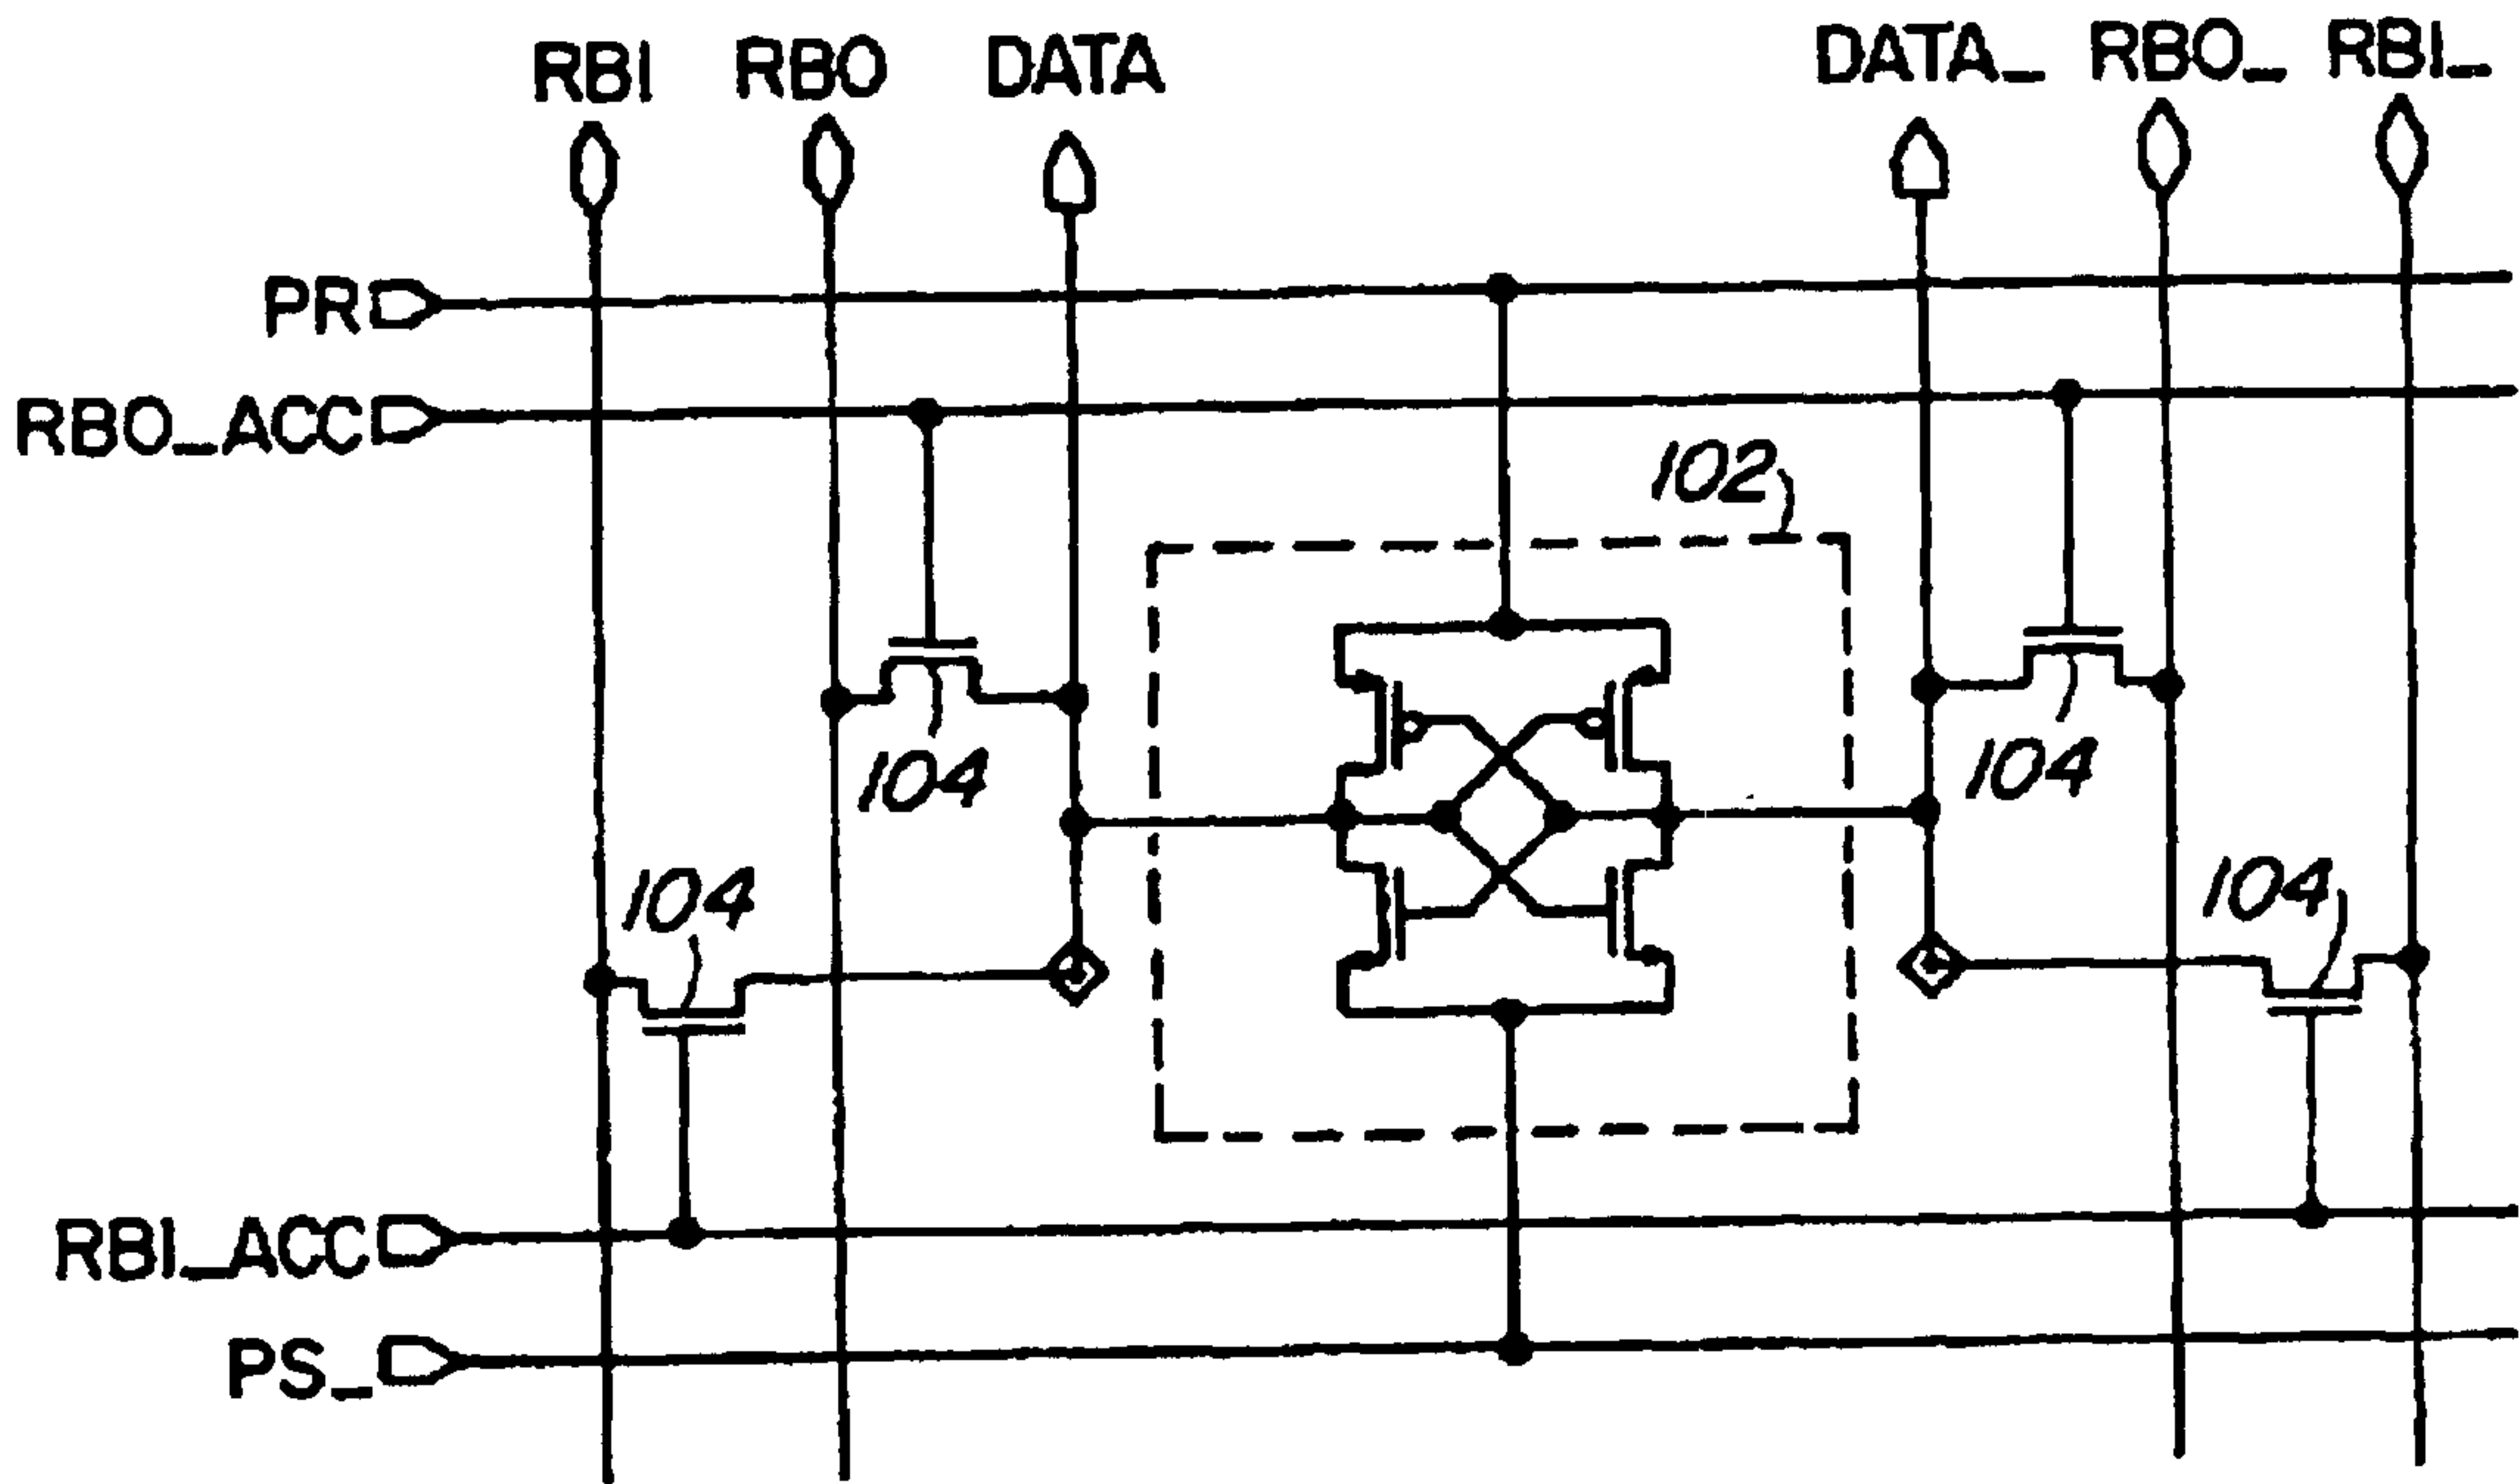 RBI RBO DATA DATA_ RBO_ RBI_
PR
RBO_ACC
102
104 104
104 104
RBI_ACC
PS_